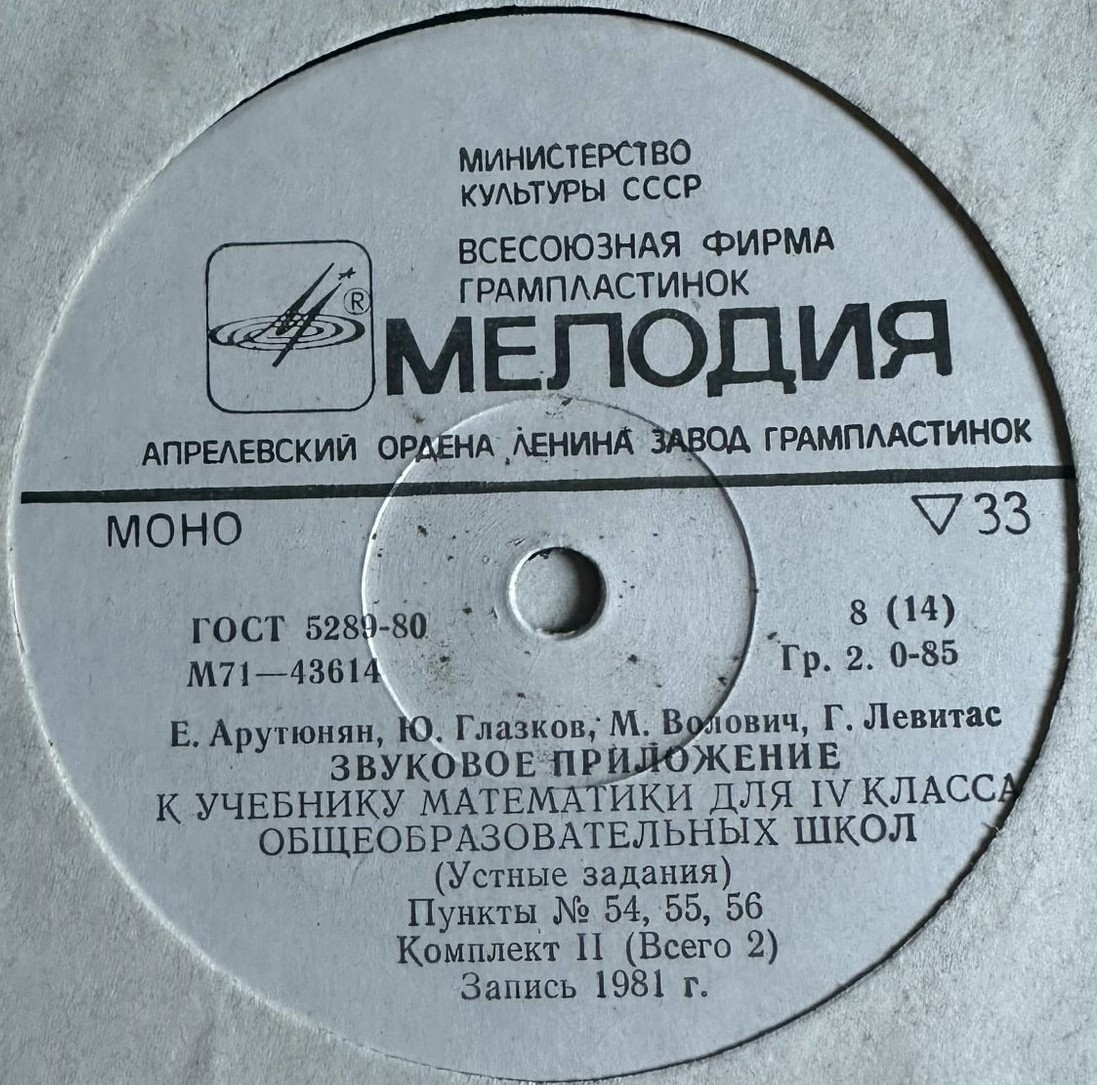 МИНИСТЕРСТВО
КУЛЬТУРЫ СССР
ВСЕСОЮЗНАЯ ФИРМА
ГРАМПЛАСТИНОК
®
МЕЛОДИЯ
АПРЕЛЕВСКИЙ ОРДЕНА ЛЕНИНА ЗАВОД ГРАМПЛАСТИНОК
МОНО ▽33
ГОСТ 5289-80 8 (14)
М71—43614 Гр. 2. 0-85
Е. Арутюнян, Ю. Глазков, М. Волович, Г. Левитас
ЗВУКОВОЕ ПРИЛОЖЕНИЕ
К УЧЕБНИКУ МАТЕМАТИКИ ДЛЯ IV КЛАССА
ОБЩЕОБРАЗОВАТЕЛЬНЫХ ШКОЛ
(Устные задания)
Пункты № 54, 55, 56
Комплект II (Всего 2)
Запись 1981 г.